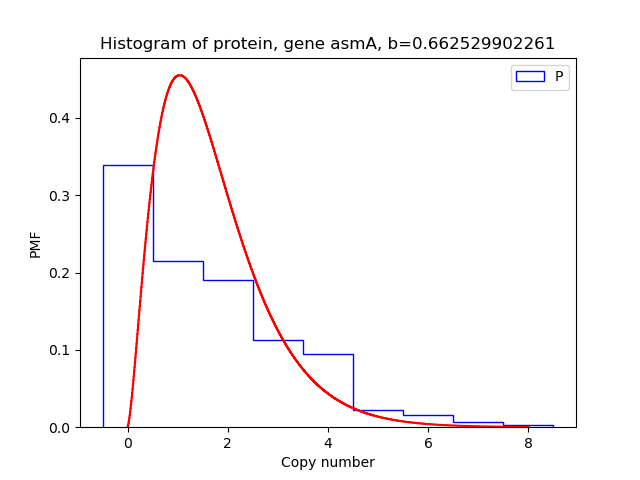 Histogram of protein, gene asmA, b=0.662529902261
P
PMF
0.4
0.3
0.2
0.1
0.0
0 2 4 6 8
Copy number